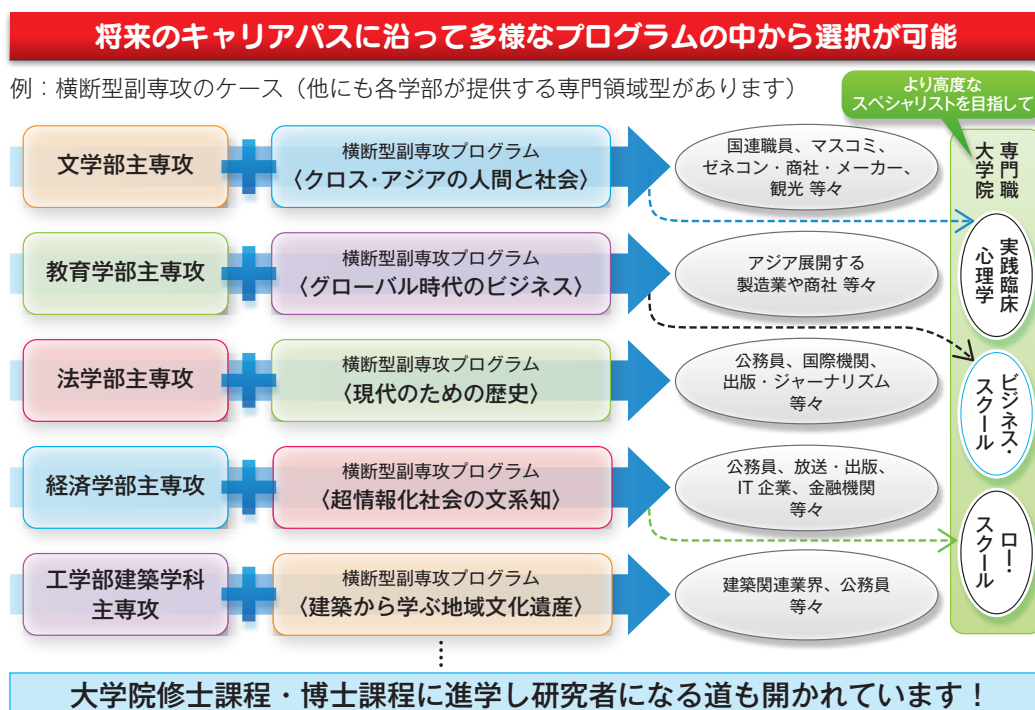 将来のキャリアパスに沿って多様なプログラムの中から選択が可能
例：横断型副専攻のケース（他にも各学部が提供する専門領域型があります）
より高度な
スペシャリストを目指して
文学部主専攻
横断型副専攻プログラム
〈クロス・アジアの人間と社会〉
国連職員、マスコミ、
ゼネコン・商社・メーカー、
観光 等々
教育学部主専攻
横断型副専攻プログラム
〈グローバル時代のビジネス〉
アジア展開する
製造業や商社 等々
法学部主専攻
横断型副専攻プログラム
〈現代のための歴史〉
公務員、国際機関、
出版・ジャーナリズム
等々
経済学部主専攻
横断型副専攻プログラム
〈超情報化社会の文系知〉
公務員、放送・出版、
IT 企業、金融機関
等々
工学部建築学科
主専攻
横断型副専攻プログラム
〈建築から学ぶ地域文化遺産〉
建築関連業界、公務員
等々
専門職
大学院
実践臨床
心理学
ビジネス・
スクール
ロー・
スクール
⋮
大学院修士課程・博士課程に進学し研究者になる道も開かれています！